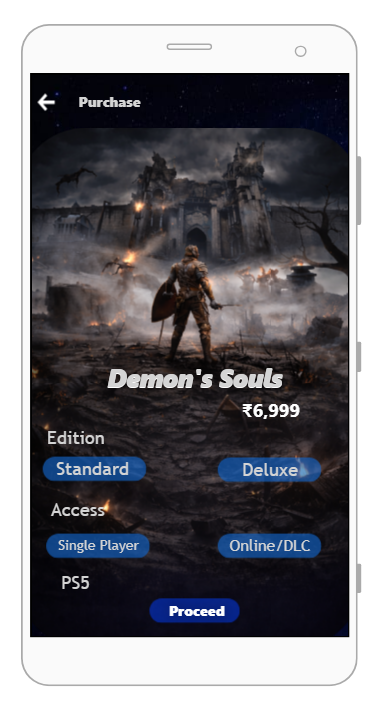 Purchase
Demon's Souls
₹6,999
Edition
Standard Deluxe
Access
Single Player Online/DLC
PS5
Proceed